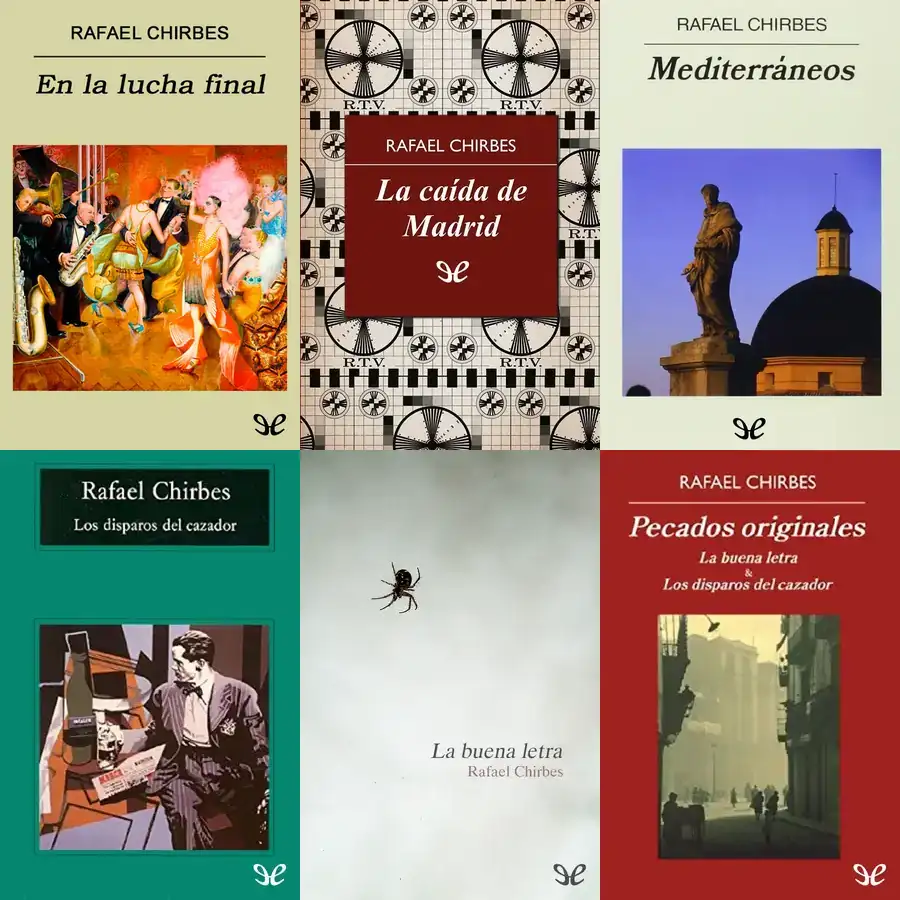 RAFAEL CHIRBES
En la lucha final
R.T.V.
R.T.V.
RAFAEL CHIRBES
La caída de
Madrid
R.T.V.
R.T.V.
R.T.V.
RAFAEL CHIRBES
Mediterráneos
Rafael Chirbes
Los disparos del cazador
La buena letra
Rafael Chirbes
RAFAEL CHIRBES
Pecados originales
La buena letra
&
Los disparos del cazador